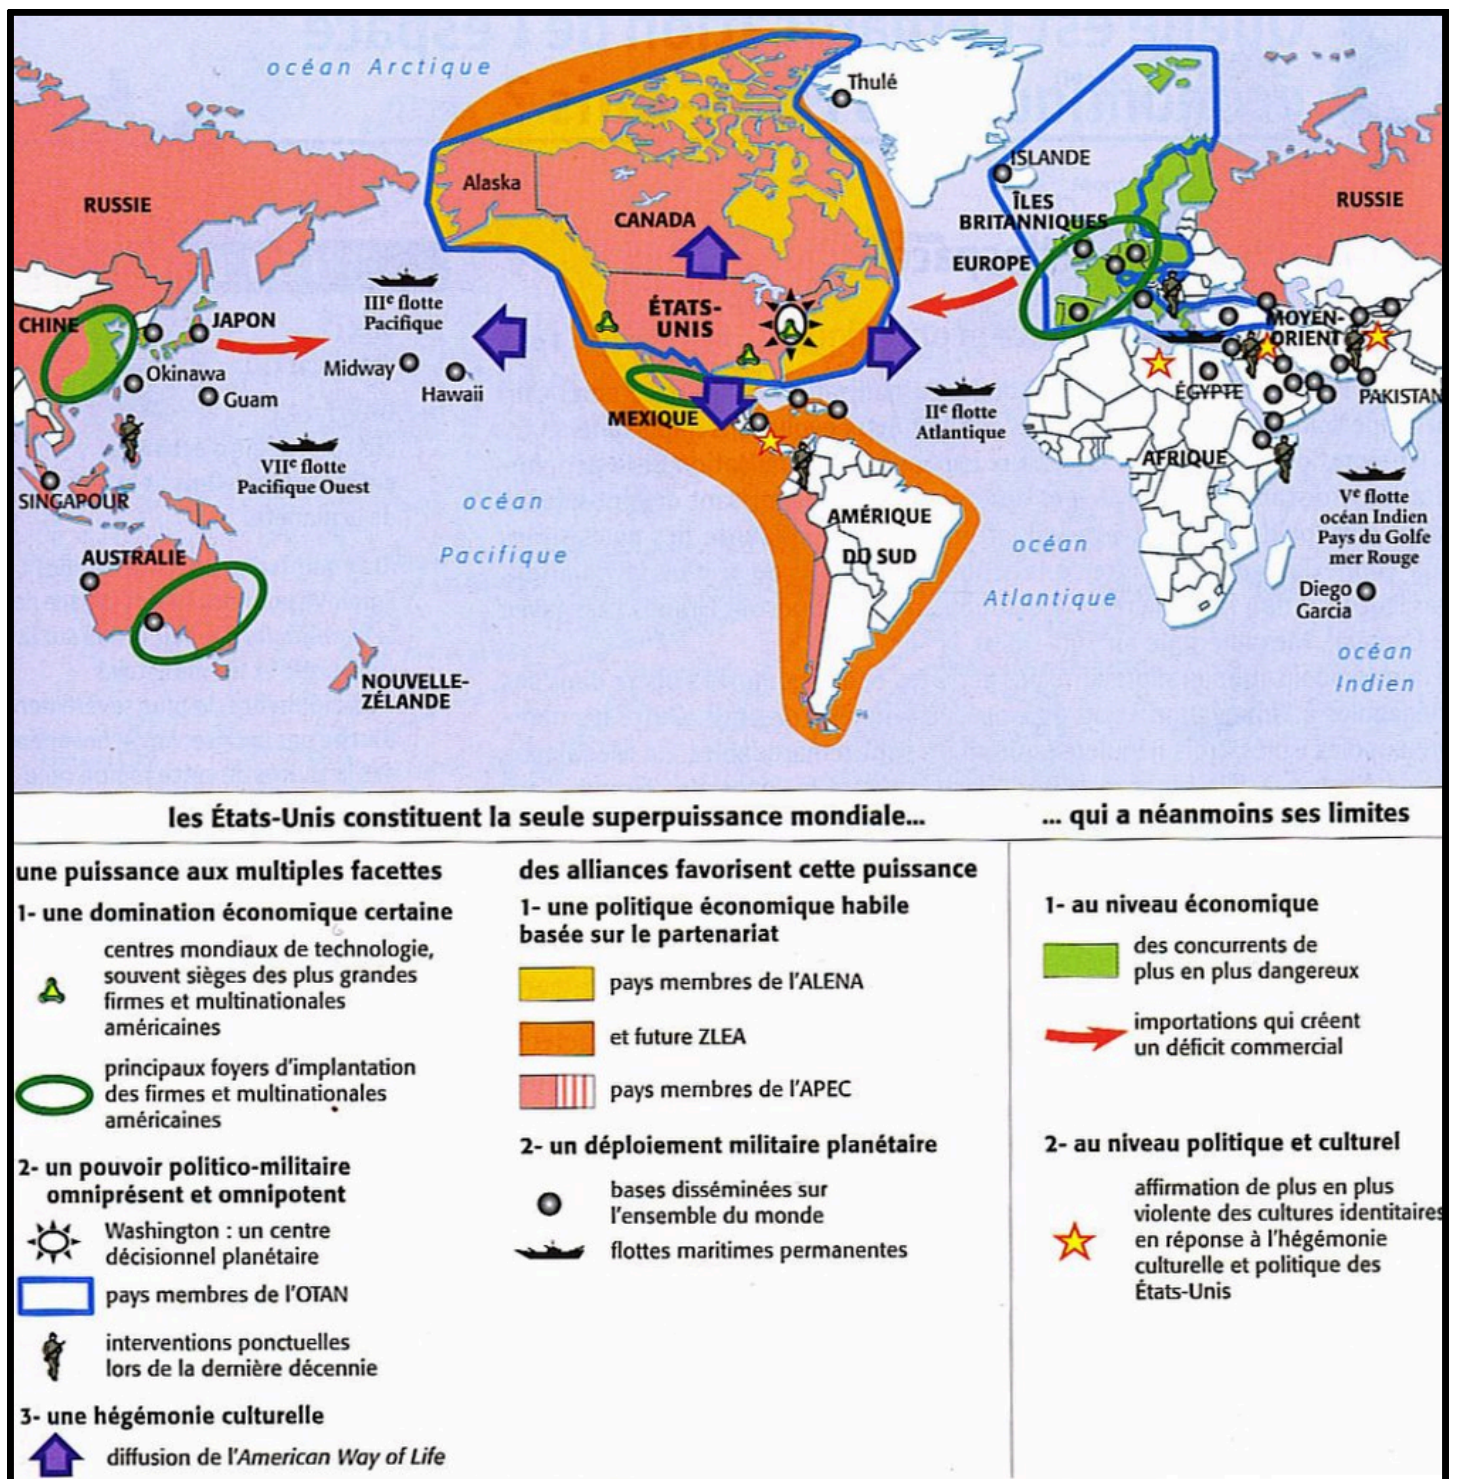 océan Arctique
Thulé
ISLANDE
Alaska
RUSSIE
CANADA
ÎLES
BRITANNIQUES
RUSSIE
EUROPE
IIIe flotte
Pacifique
ÉTATS-
UNIS
CHINE
JAPON
MOYEN-
ORIENT
Midway
Okinawa
Hawaii
Guam
MEXIQUE
IIe flotte
Atlantique
ÉGYPTE
PAKISTAN
VIIe flotte
Pacifique Ouest
AFRIQUE
SINGAPOUR
océan
Pacifique
AMÉRIQUE
DU SUD
Ve flotte
océan Indien
Pays du Golfe
mer Rouge
AUSTRALIE
océan
Atlantique
Diego
Garcia
NOUVELLE-
ZÉLANDE
océan
Indien
les États-Unis constituent la seule superpuissance mondiale...
... qui a néanmoins ses limites
une puissance aux multiples facettes
1- une domination économique certaine
centres mondiaux de technologie,
souvent sièges des plus grandes
firmes et multinationales
américaines
principaux foyers d'implantation
des firmes et multinationales
américaines
2- un pouvoir politico-militaire
omniprésent et omnipotent
Washington : un centre
décisionnel planétaire
pays membres de l'OTAN
interventions ponctuelles
lors de la dernière décennie
3- une hégémonie culturelle
diffusion de l'American Way of Life
des alliances favorisent cette puissance
1- une politique économique habile
basée sur le partenariat
pays membres de l'ALENA
et future ZLEA
pays membres de l'APEC
2- un déploiement militaire planétaire
bases disséminées sur
l'ensemble du monde
flottes maritimes permanentes
1- au niveau économique
des concurrents de
plus en plus dangereux
importations qui créent
un déficit commercial
2- au niveau politique et culturel
affirmation de plus en plus
violente des cultures identitaires
en réponse à l'hégémonie
culturelle et politique des
États-Unis